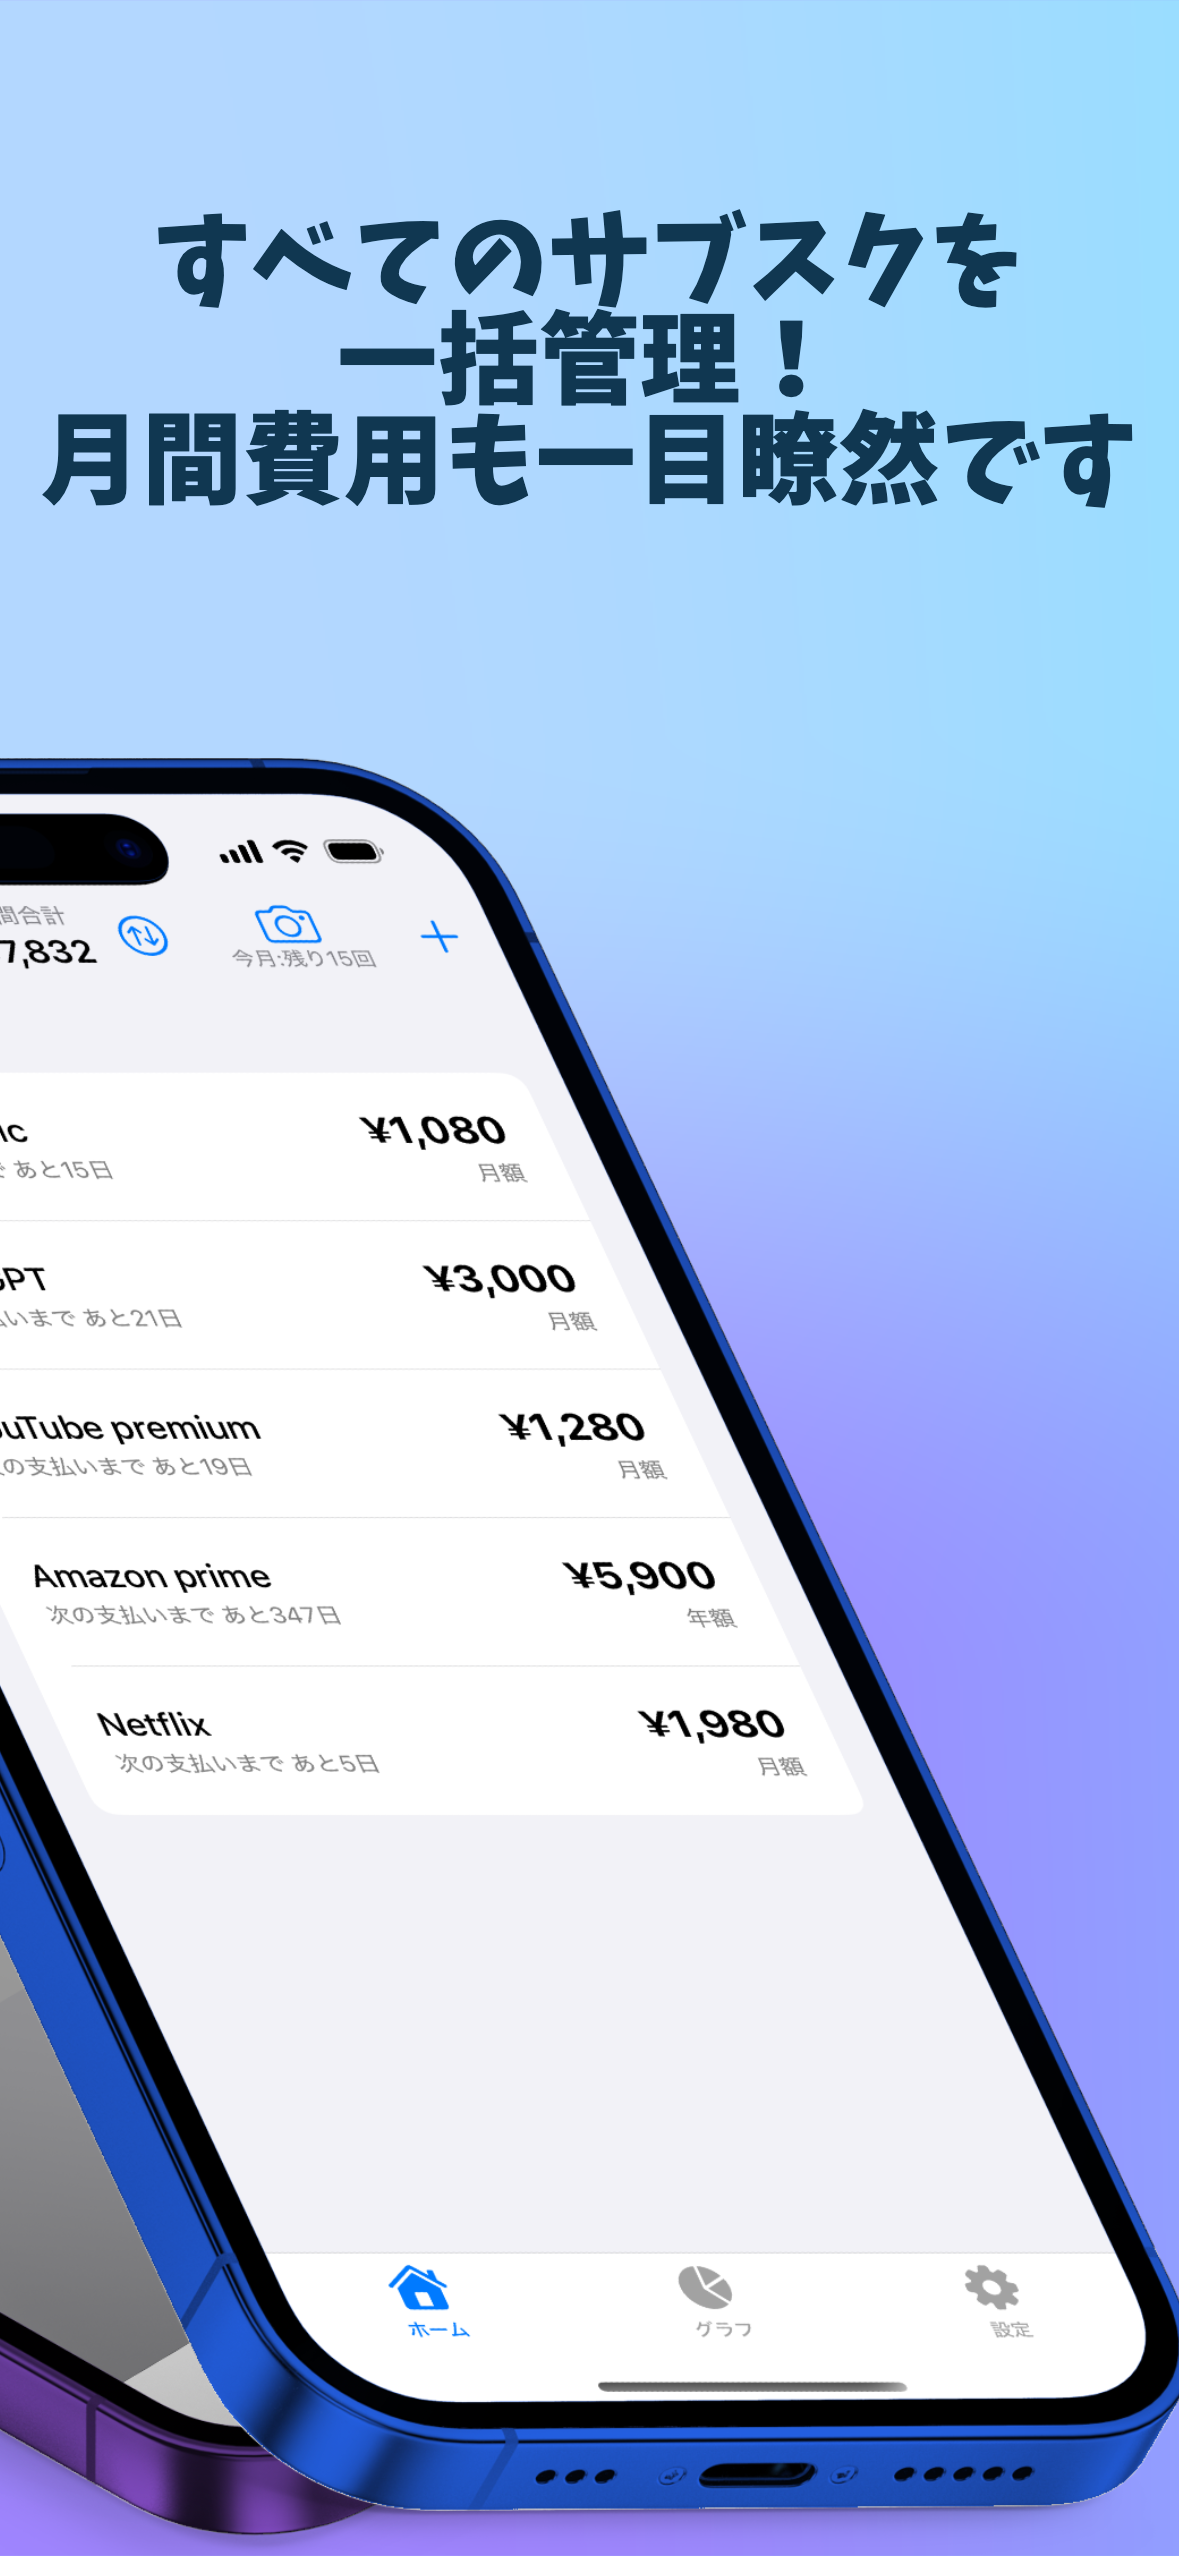 すべてのサブスクを
一括管理！
月間費用も一目瞭然です
間合計
7,832
今月:残り15回
¥1,080
で あと15日
月額
PT
¥3,000
いまで あと21日
月額
uTube premium
¥1,280
の支払いまで あと19日
月額
Amazon prime
¥5,900
次の支払いまで あと347日
年額
Netflix
¥1,980
次の支払いまで あと5日
月額
ホーム
グラフ
設定